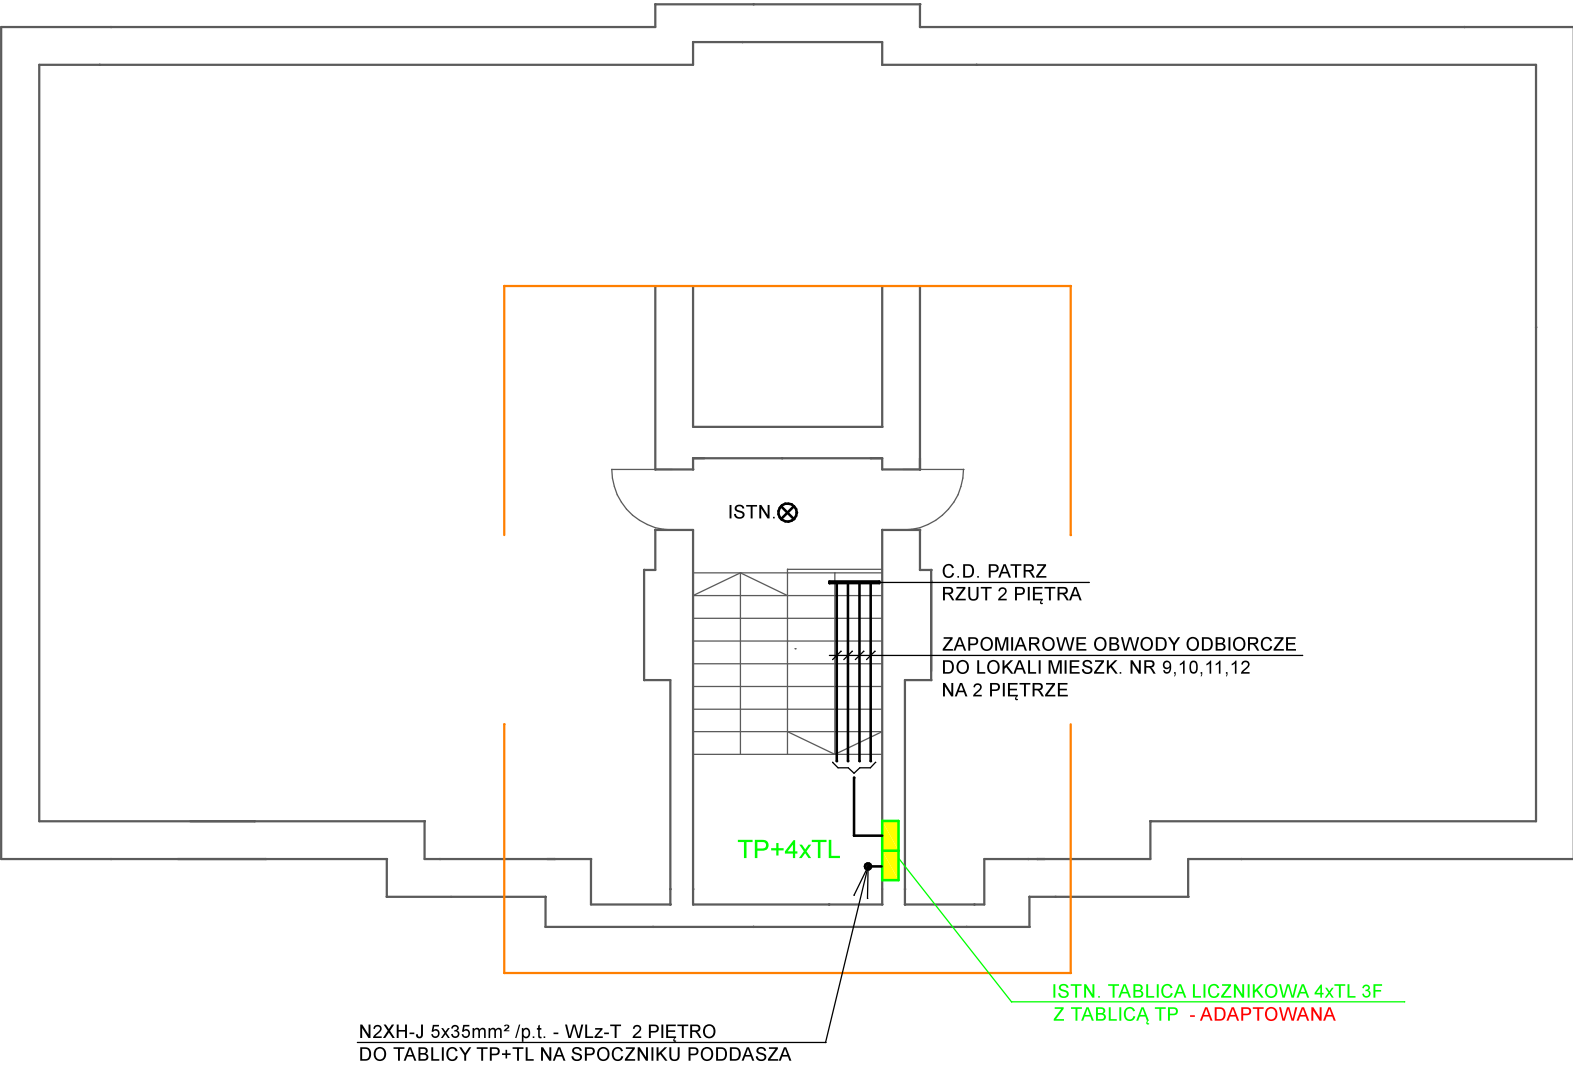 ISTN.
C.D. PATRZ
RZUT 2 PIĘTRA
ZAPOMIAROWE OBWODY ODBIORCZE
DO LOKALI MIESZK. NR 9,10,11,12
NA 2 PIĘTRZE
TP+4xTL
ISTN. TABLICA LICZNIKOWA 4xTL 3F
Z TABLICĄ TP - ADAPTOWANA
N2XH-J 5x35mm² /p.t. - WLz-T 2 PIĘTRO
DO TABLICY TP+TL NA SPOCZNIKU PODDASZA